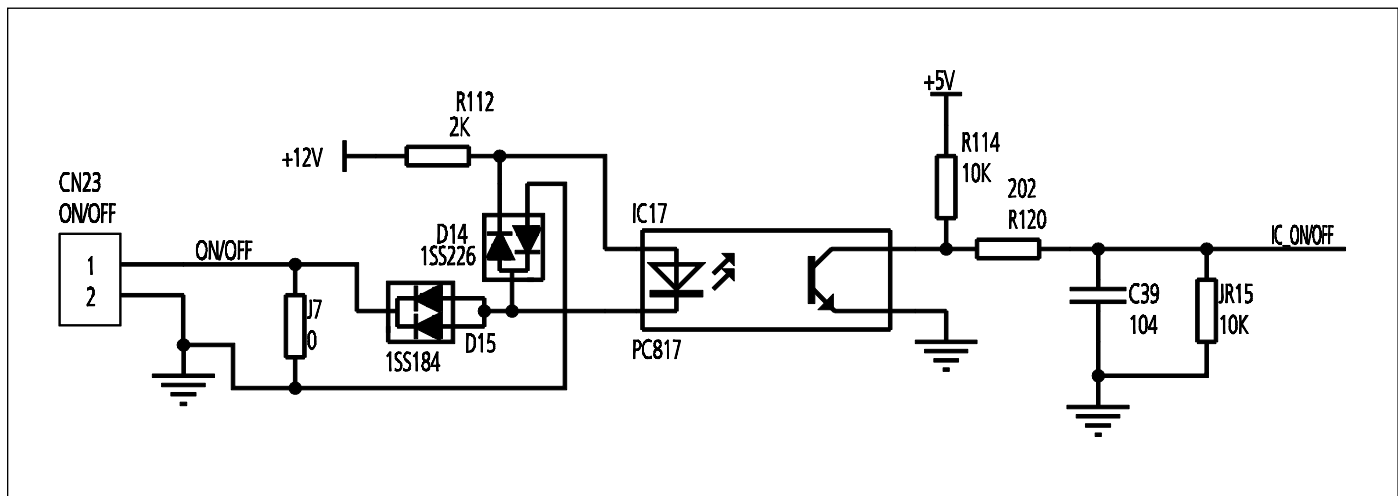 +5V
R112
2K
R114
10K
+12V
202
R120
CN23
ON/OFF
IC17
D14
1SS226
IC_ON/OFF
ON/OFF
1
2
J7
0
C39
104
JR15
10K
D15
1SS184
PC817